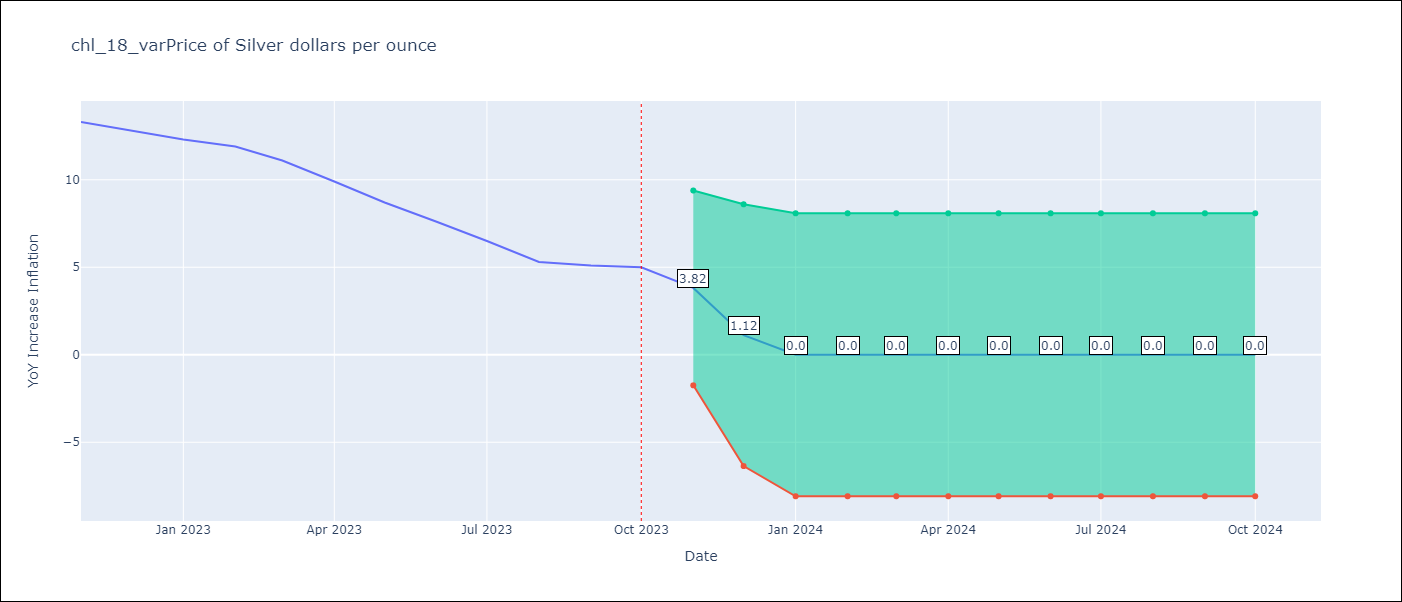 chl_18_varPrice of Silver dollars per ounce
YoY Increase Inflation
10
5
0
−5
3.82
1.12
0.0
0.0
0.0
0.0
0.0
0.0
0.0
0.0
0.0
0.0
Jan 2023
Apr 2023
Jul 2023
Oct 2023
Jan 2024
Apr 2024
Jul 2024
Oct 2024
Date